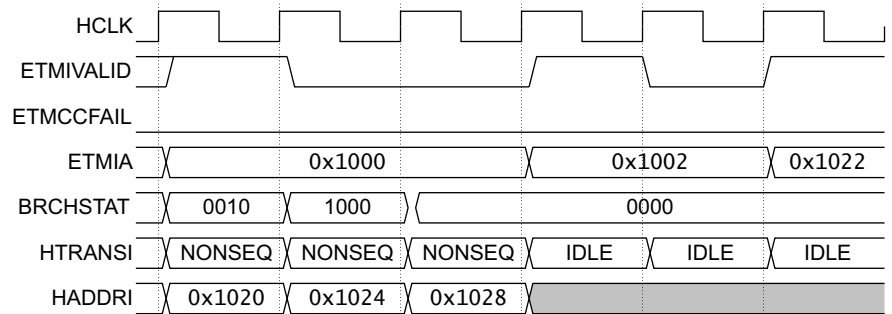 HCLK
ETMIVALID
ETMCCFAIL
ETMIA 0x1000 0x1002 0x1022
BRCHSTAT 0010 1000 0000
HTRANSI NONSEQ NONSEQ NONSEQ IDLE IDLE IDLE
HADDRI 0x1020 0x1024 0x1028